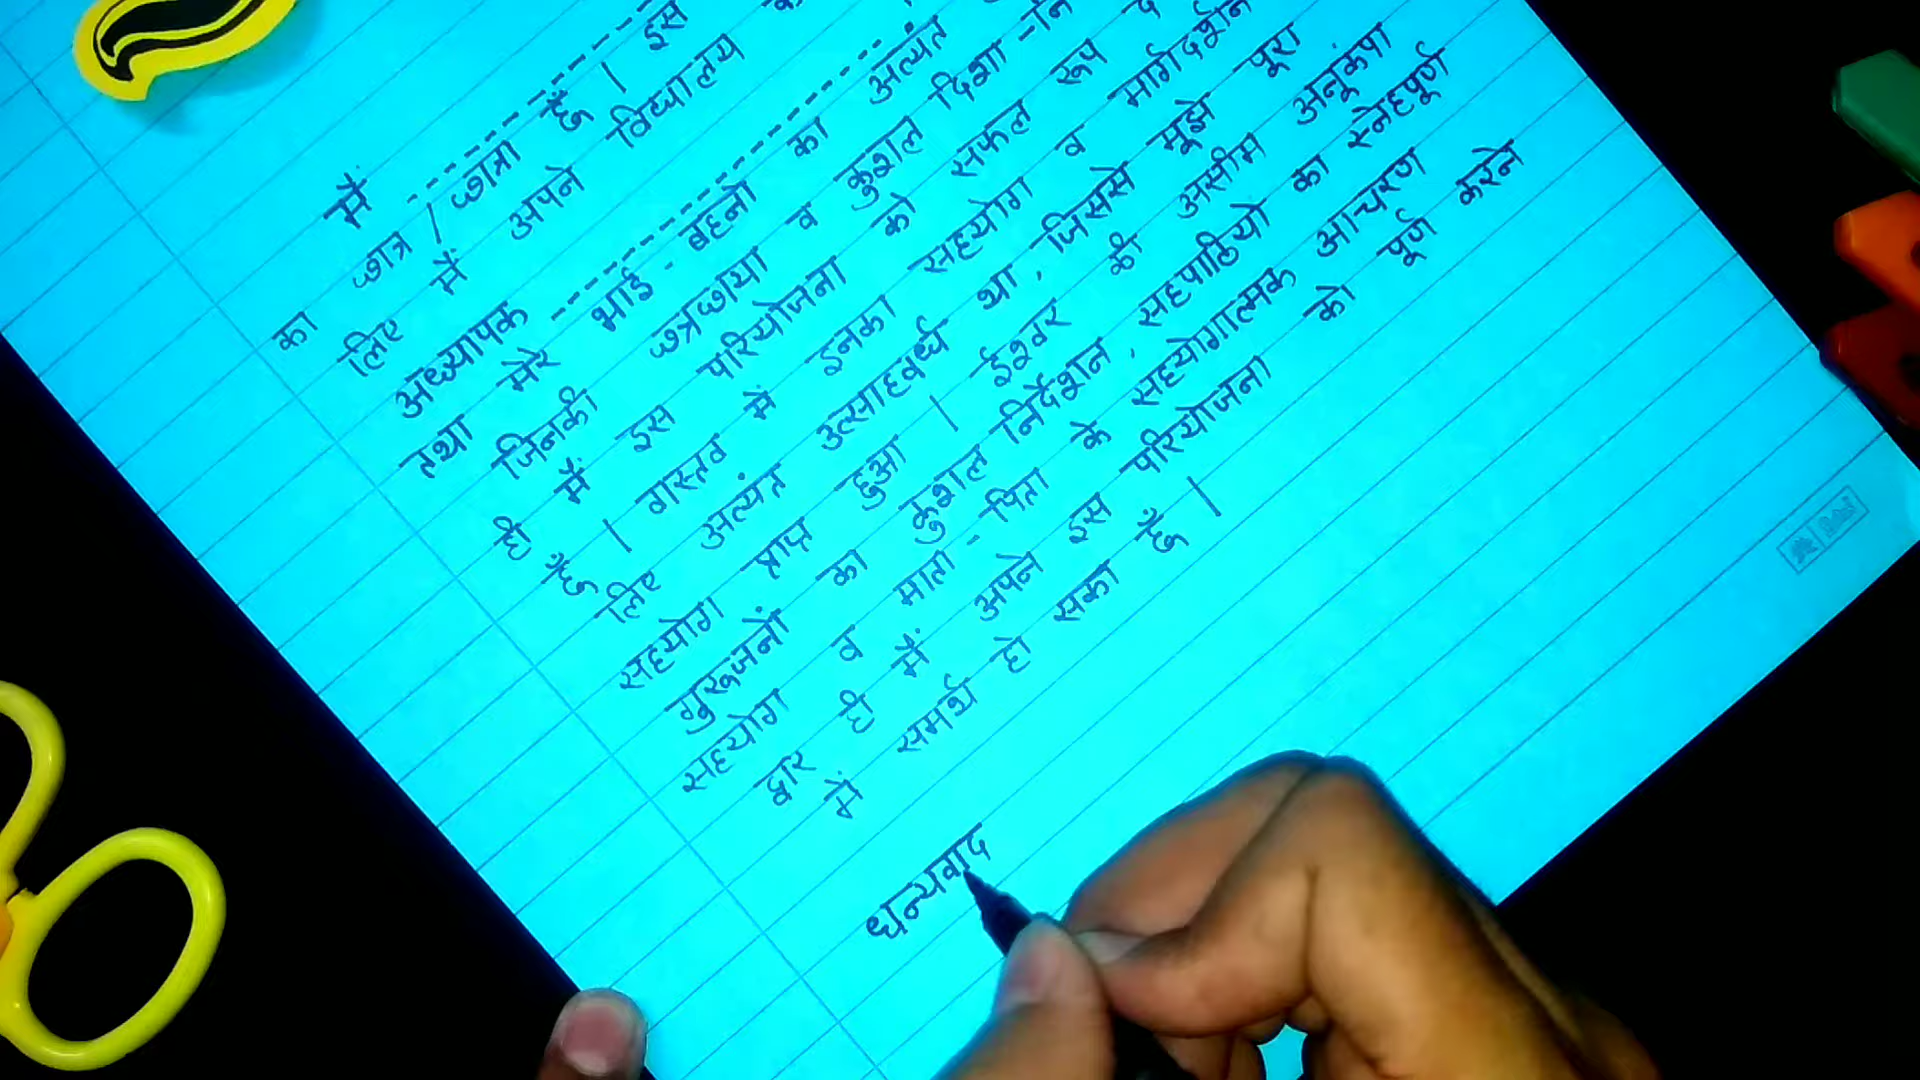 मैं
का छात्र / छात्रा हूँ । इस
लिए मैं अपने विद्यालय
अध्यापक
तथा मेरे भाई - बहनो का अत्यंत
जिनकी छत्रछाया व कुशल दिशा - नि
ही मैं इस परियोजना को सफल रूप
हूँ । वास्तव में इनका सहयोग व मार्गदर्शन
लिए अत्यंत उत्साहवर्ध था , जिससे मूझे पूरा
सहयोग प्राप्त हुआ । ईश्वर की असीम अनूकंपा
गुरूजनों का कुशल निर्देशन , सहपाठियो का स्नेहपूर्ण
सहयोग व माता - पिता के सहयोगात्मक आचरण
द्वार ही मैं अपने इस परियोजना को पूर्ण करने
में समर्थ हो सका हूँ ।
धन्यवाद